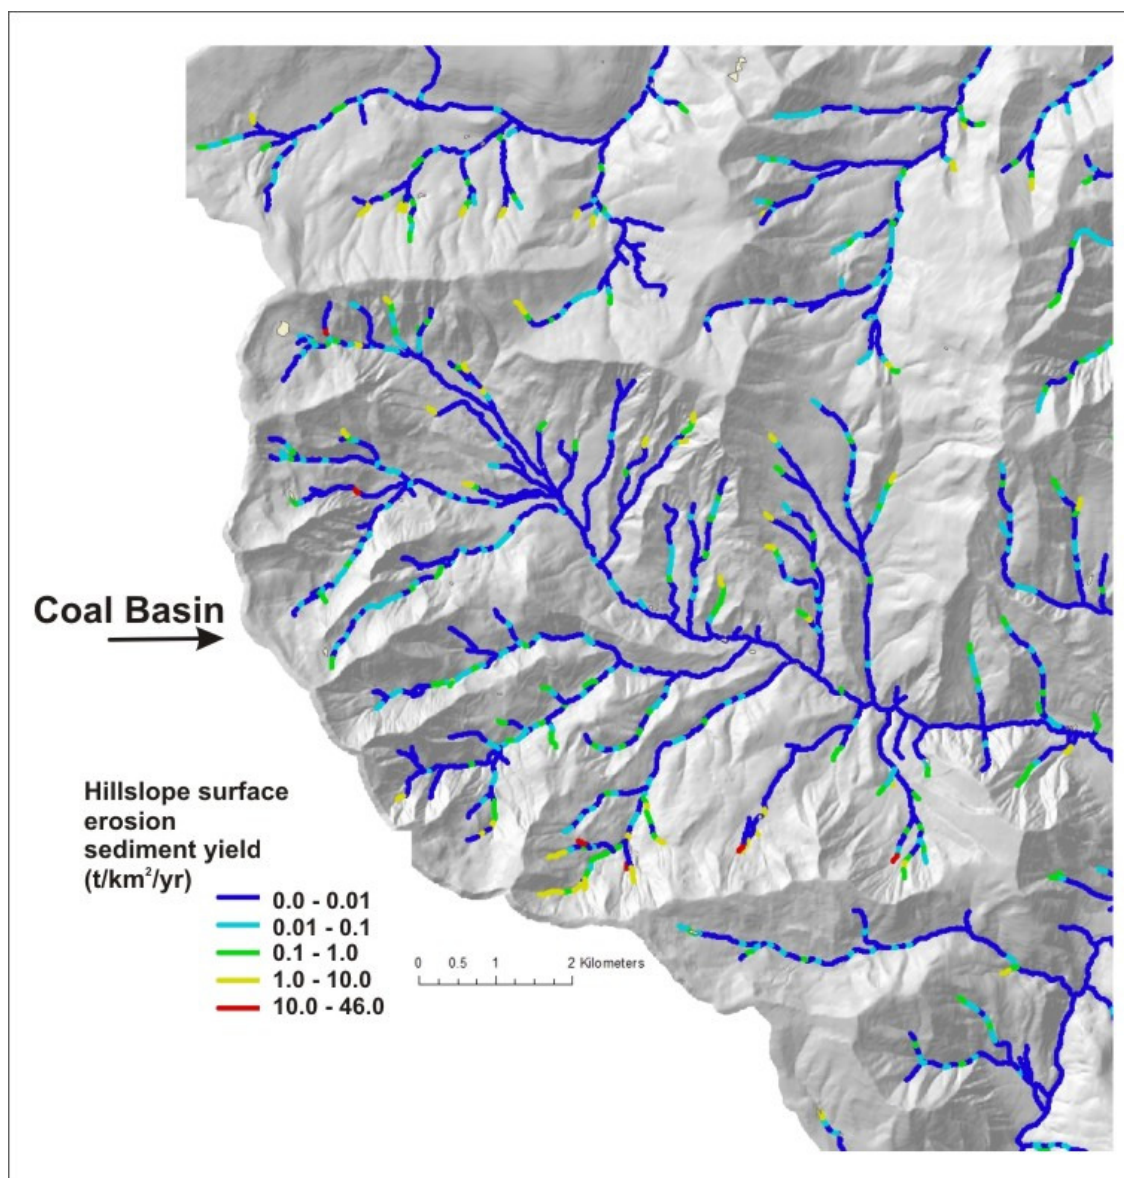 Coal Basin
Hillslope surface
erosion
sediment yield
(t/km²/yr)
0.0 - 0.01
0.01 - 0.1
0.1 - 1.0
1.0 - 10.0
10.0 - 46.0
0 0.5 1 2 Kilometers